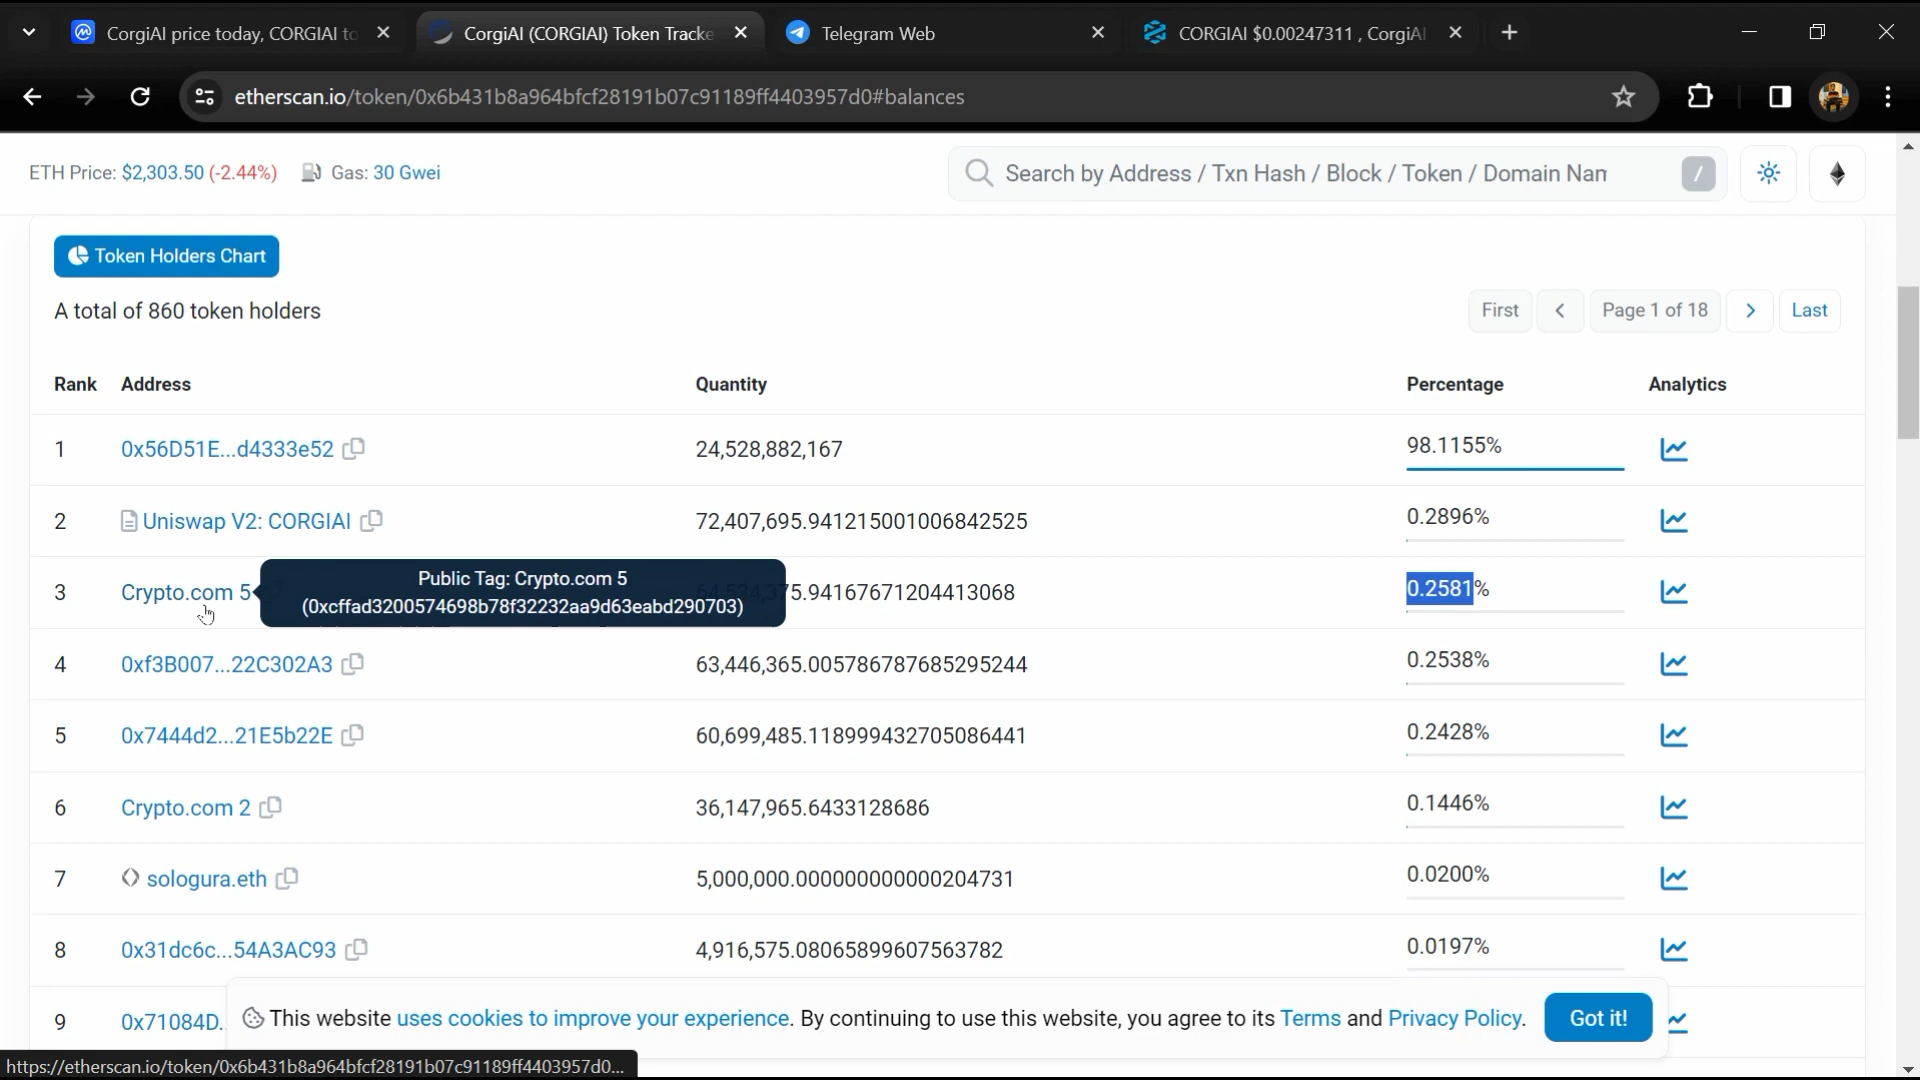 CorgiAI price today, CORGIAI to
CorgiAI (CORGIAI) Token Tracke
Telegram Web
CORGIAI $0.00247311 , CorgiAI
etherscan.io/token/0x6b431b8a964bfcf28191b07c91189ff4403957d0#balances
ETH Price: $2,303.50 (-2.44%) Gas: 30 Gwei
Search by Address / Txn Hash / Block / Token / Domain Nam
/
Token Holders Chart
A total of 860 token holders
First < Page 1 of 18 > Last
Rank Address Quantity Percentage Analytics
1 0x56D51E...d4333e52 24,528,882,167 98.1155%
2 Uniswap V2: CORGIAI 72,407,695.941215001006842525 0.2896%
3 Crypto.com 5 5.94167671204413068 0.2581%
Public Tag: Crypto.com 5
(0xcffad3200574698b78f32232aa9d63eabd290703)
4 0xf3B007...22C302A3 63,446,365.005786787685295244 0.2538%
5 0x7444d2...21E5b22E 60,699,485.118999432705086441 0.2428%
6 Crypto.com 2 36,147,965.6433128686 0.1446%
7 sologura.eth 5,000,000.000000000000204731 0.0200%
8 0x31dc6c...54A3AC93 4,916,575.08065899607563782 0.0197%
9 0x71084D.
This website uses cookies to improve your experience. By continuing to use this website, you agree to its Terms and Privacy Policy.
Got it!
https://etherscan.io/token/0x6b431b8a964bfcf28191b07c91189ff4403957d0...